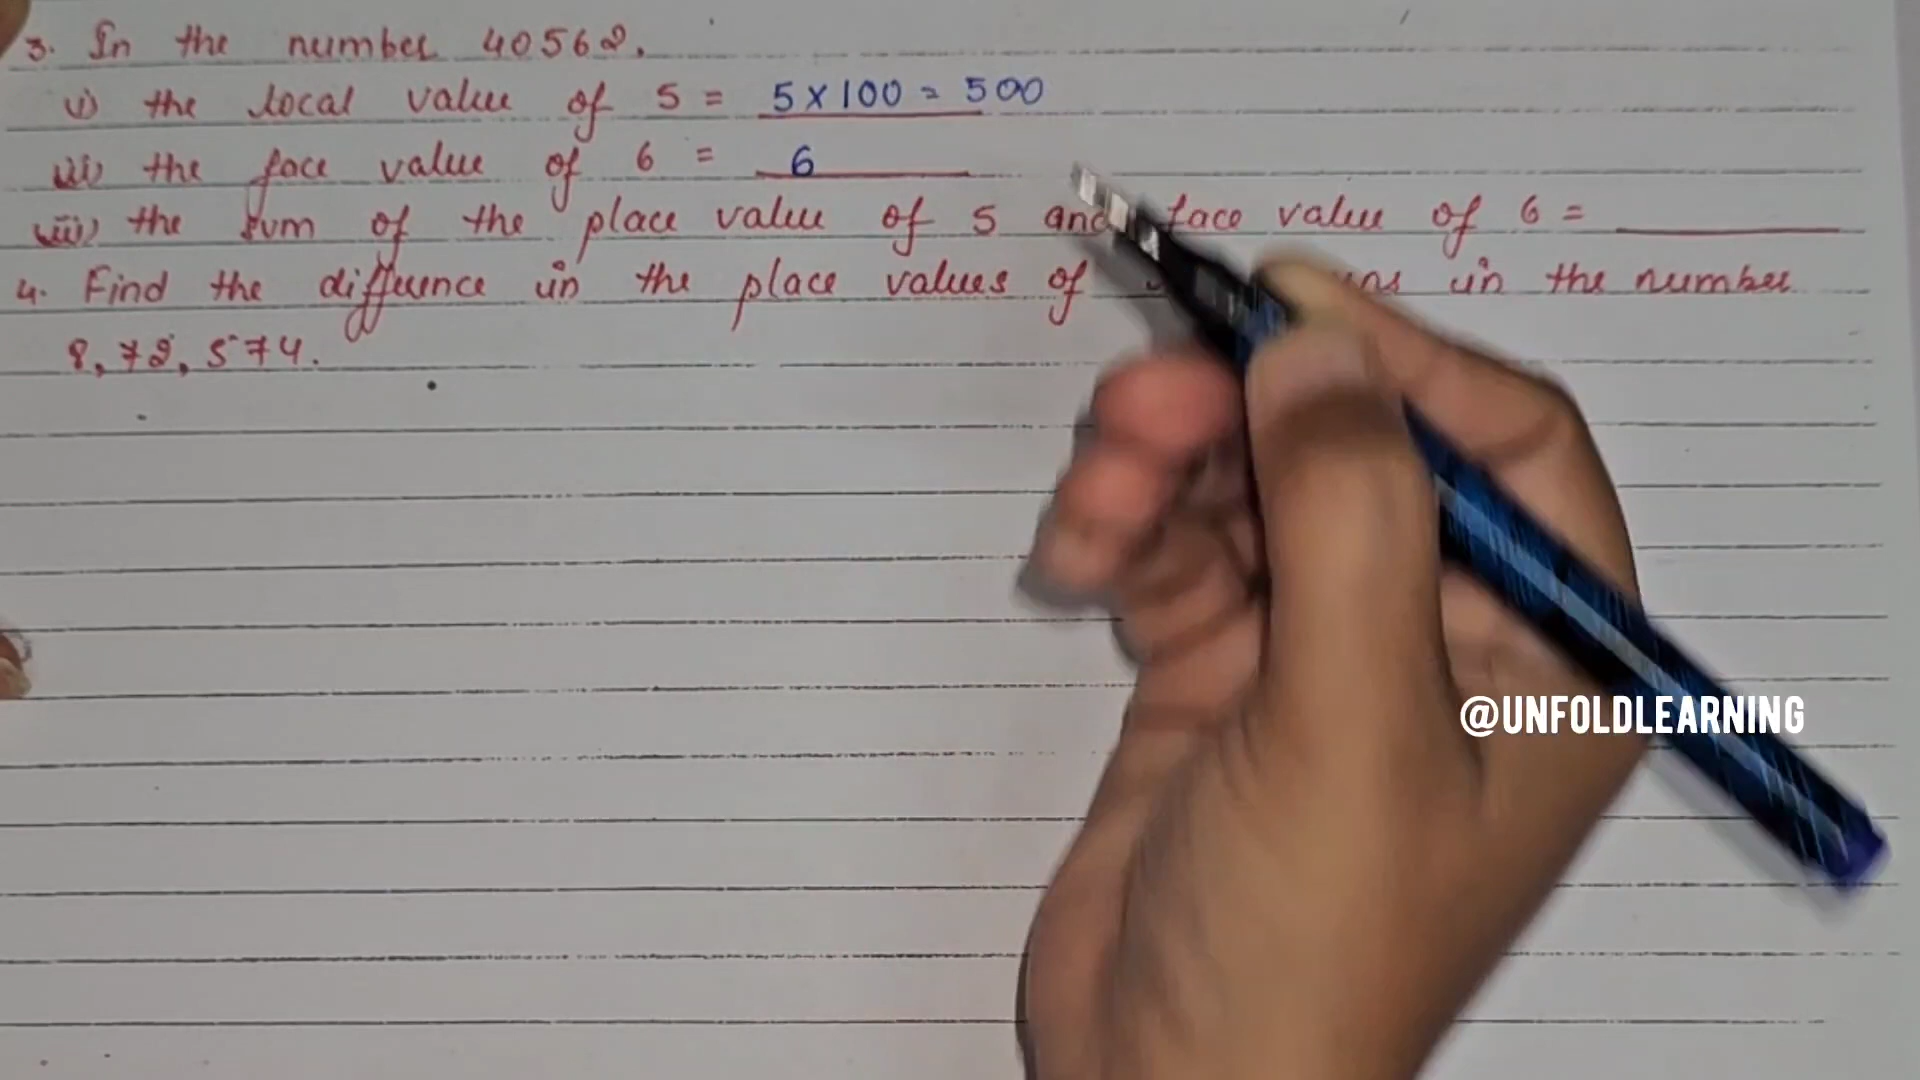 3. In the number 40562.
i) the local value of 5 = 5 × 100 = 500
ii) the face value of 6 = 6
iii) the sum of the place value of 5 and face value of 6 =
4. Find the difference in the place values of in the number
8,72,574.
@UNFOLDLEARNING